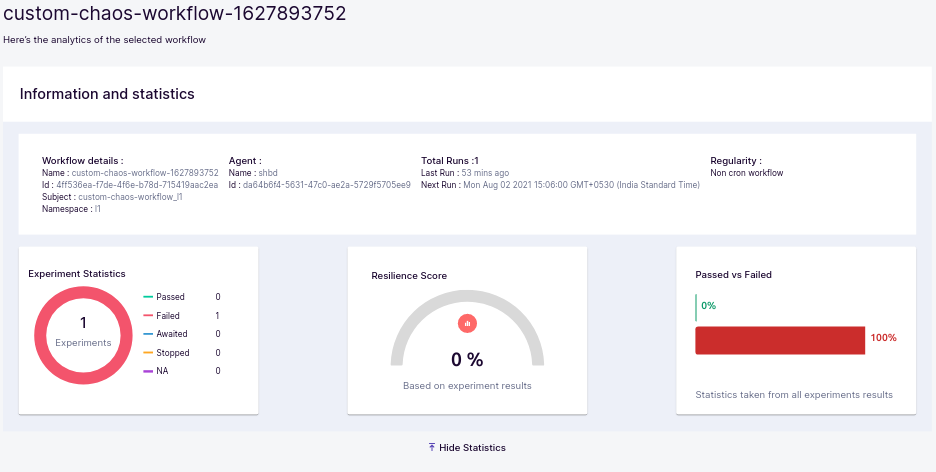 custom-chaos-workflow-1627893752
Here's the analytics of the selected workflow
Information and statistics
Workflow details :
Name : custom-chaos-workflow-1627893752
Id : 4ff536ea-f7de-4f6e-b78d-715419aac2ea
Subject : custom-chaos-workflow_l1
Namespace : l1
Agent :
Name : shbd
Id : da64b6f4-5631-47c0-ae2a-5729f5705ee9
Total Runs :1
Last Run : 53 mins ago
Next Run : Mon Aug 02 2021 15:06:00 GMT+0530 (India Standard Time)
Regularity :
Non cron workflow
Experiment Statistics
1
Experiments
Passed 0
Failed 1
Awaited 0
Stopped 0
NA 0
Resilience Score
0 %
Based on experiment results
Passed vs Failed
0%
100%
Statistics taken from all experiments results
Hide Statistics